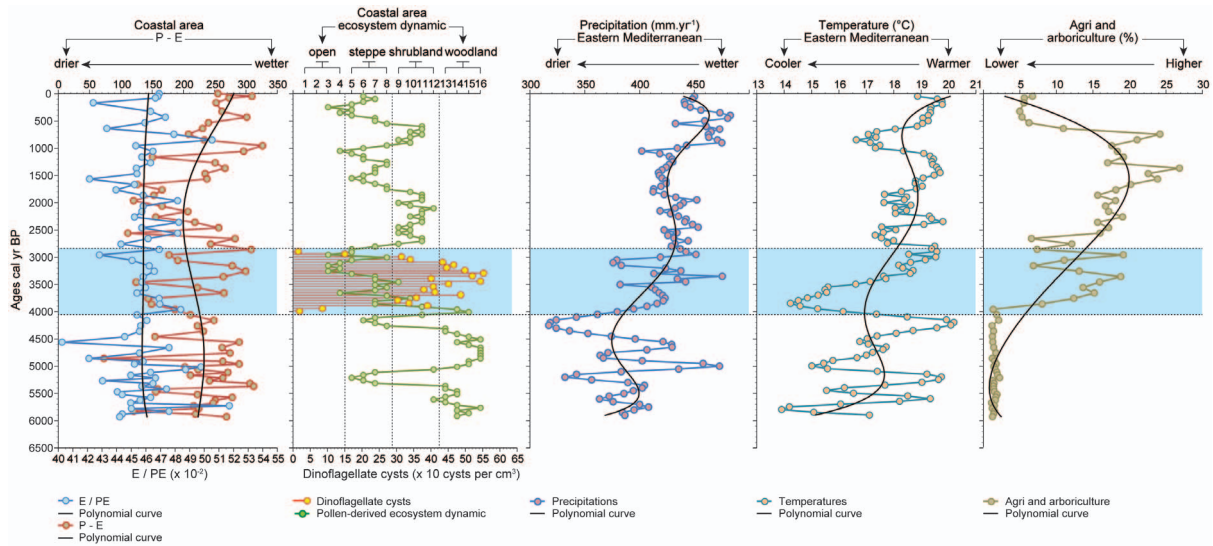 Coastal area
P - E
drier wetter
0 50 100 150 200 250 300 350
Coastal area
ecosystem dynamic
open steppe shrubland woodland
1 2 3 4 5 6 7 8 9 10 11 12 13 14 15 16
Precipitation (mm.yr⁻¹)
Eastern Mediterranean
drier wetter
300 400 500
Temperature (°C)
Eastern Mediterranean
Cooler Warmer
13 14 15 16 17 18 19 20 21
Agri and
arboriculture (%)
Lower Higher
5 10 15 20 25 30
Ages cal yr BP
0
500
1000
1500
2000
2500
3000
3500
4000
4500
5000
5500
6000
6500
40 41 42 43 44 45 46 47 48 49 50 51 52 53 54 55
E / PE (x 10⁻²)
0 5 10 15 20 25 30 35 40 45 50 55 60 65
Dinoflagellate cysts (x 10 cysts per cm³)
E / PE
Polynomial curve
P - E
Polynomial curve
Dinoflagellate cysts
Pollen-derived ecosystem dynamic
Precipitations
Polynomial curve
Temperatures
Polynomial curve
Agri and arboriculture
Polynomial curve